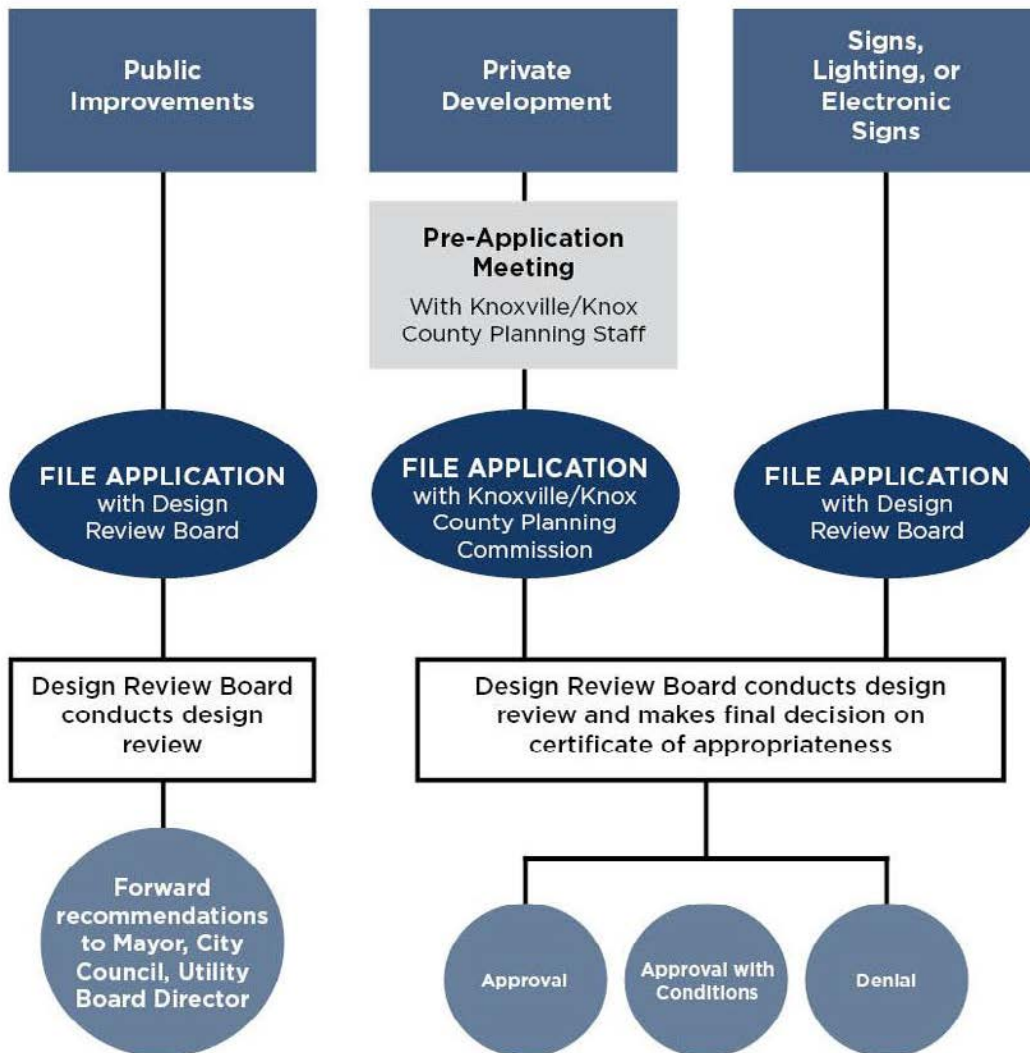 Public
Improvements
Private
Development
Signs,
Lighting, or
Electronic
Signs
Pre-Application
Meeting
With Knoxville/Knox
County Planning Staff
FILE APPLICATION
with Design
Review Board
FILE APPLICATION
with Knoxville/Knox
County Planning
Commission
FILE APPLICATION
with Design
Review Board
Design Review Board
conducts design
review
Design Review Board conducts design
review and makes final decision on
certificate of appropriateness
Forward
recommendations
to Mayor, City
Council, Utility
Board Director
Approval
Approval with
Conditions
Denial